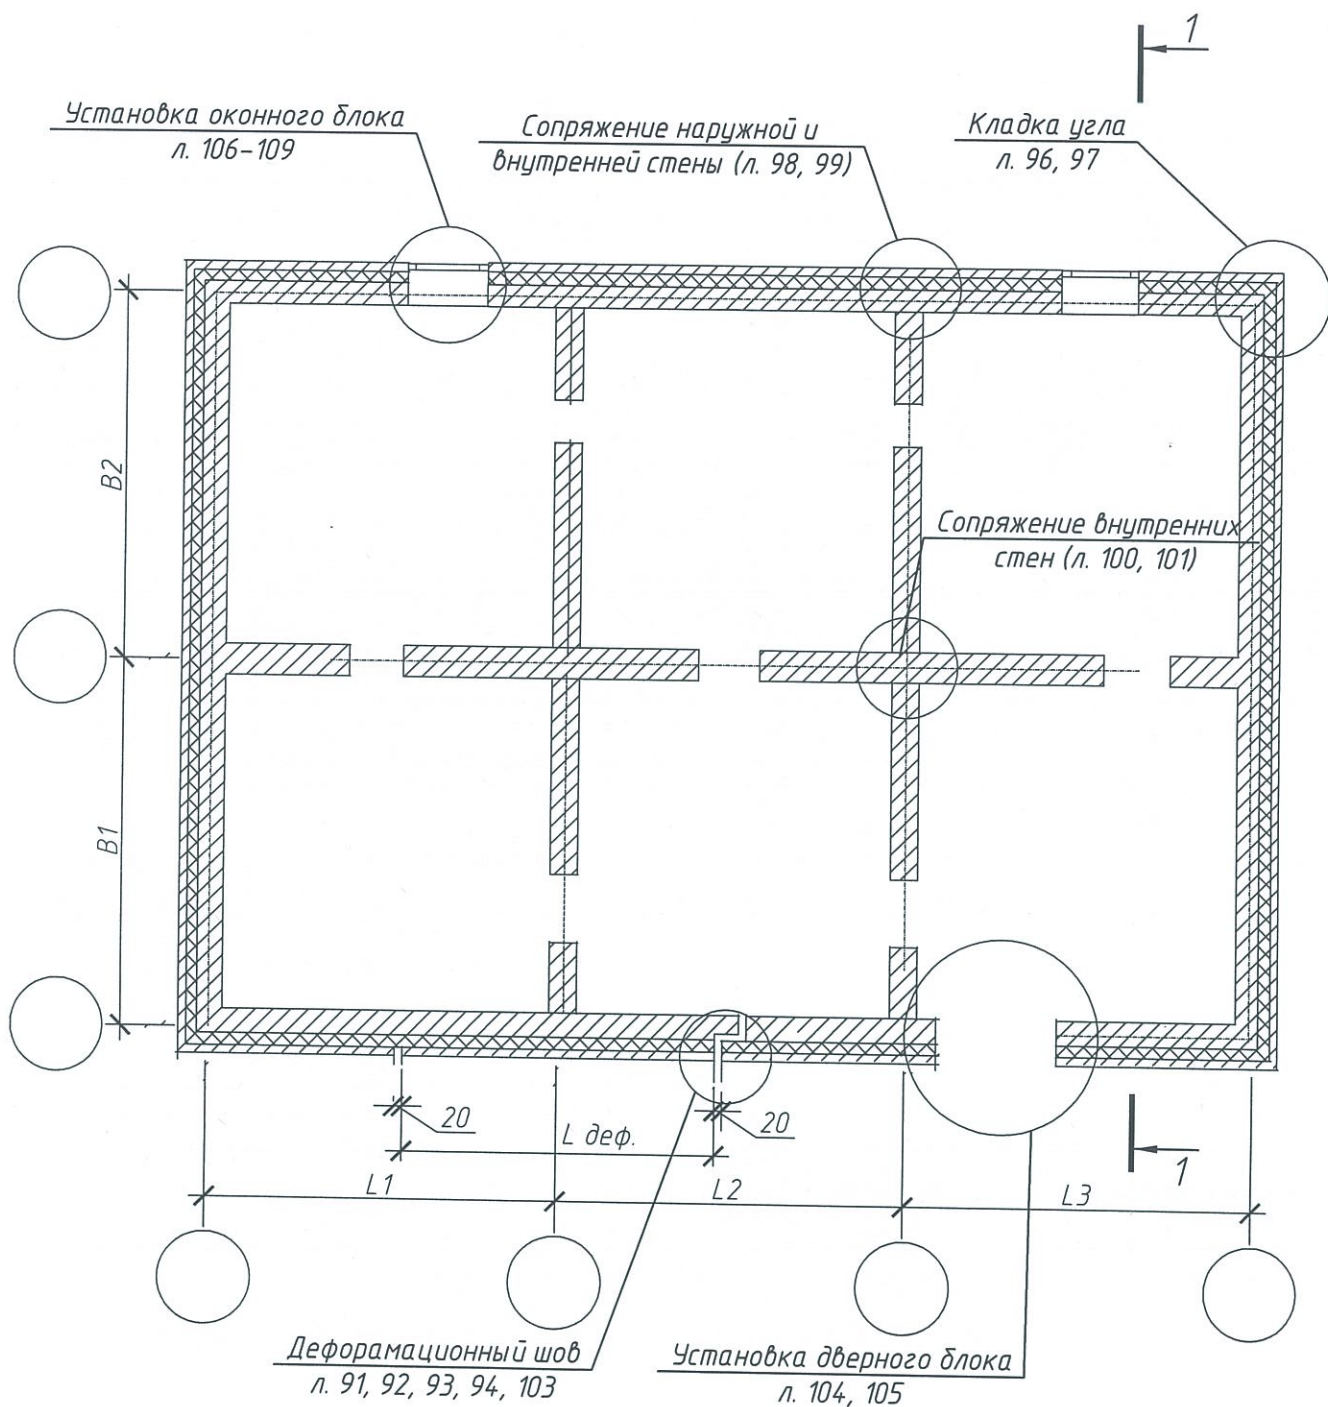 1
Установка оконного блока
л. 106-109
Сопряжение наружной и
внутренней стены (л. 98, 99)
Кладка угла
л. 96, 97
В2
Сопряжение внутренних
стен (л. 100, 101)
В1
20
L деф.
20
1
L1
L2
L3
Дефорамационный шов
л. 91, 92, 93, 94, 103
Установка дверного блока
л. 104, 105